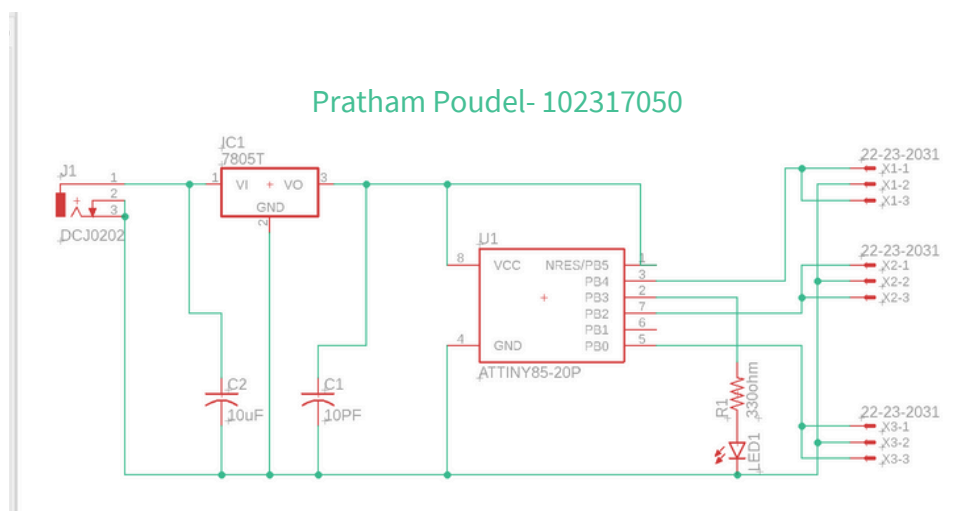 Pratham Poudel- 102317050
J1
1
2
3
DCJ0202
IC1
7805T
1
VI
VO
3
GND
2
C2
10uF
C1
10PF
U1
8
VCC
4
GND
NRES/PB5
1
PB4
3
PB3
2
PB2
7
PB1
6
PB0
5
ATTINY85-20P
R1
330ohm
LED1
22-23-2031
X1-1
X1-2
X1-3
22-23-2031
X2-1
X2-2
X2-3
22-23-2031
X3-1
X3-2
X3-3